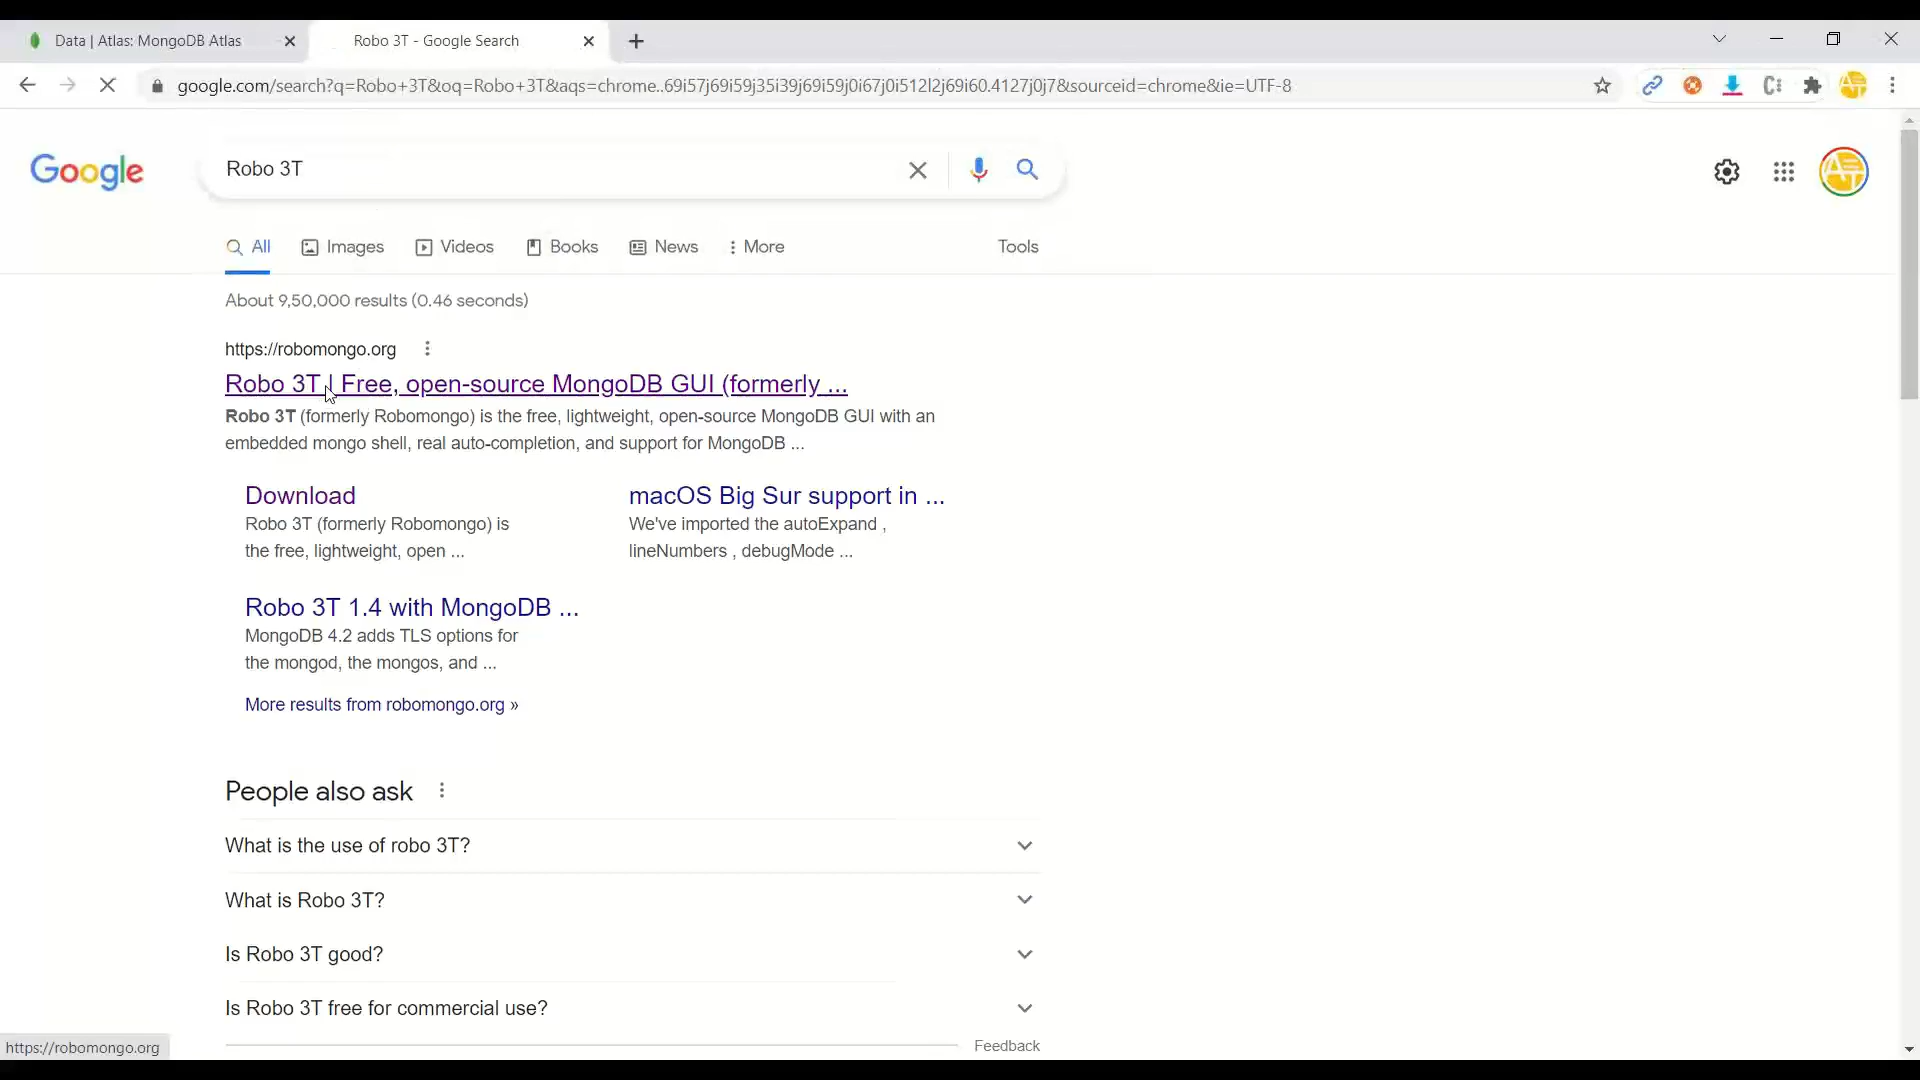 Data | Atlas: MongoDB Atlas
Robo 3T - Google Search
google.com/search?q=Robo+3T&oq=Robo+3T&aqs=chrome..69i57j69i59j35i39j69i59j0i67j0i512l2j69i60.4127j0j7&sourceid=chrome&ie=UTF-8
Google
Robo 3T
AT
All Images Videos Books News More Tools
About 9,50,000 results (0.46 seconds)
https://robomongo.org
Robo 3T | Free, open-source MongoDB GUI (formerly ...
Robo 3T (formerly Robomongo) is the free, lightweight, open-source MongoDB GUI with an
embedded mongo shell, real auto-completion, and support for MongoDB ...
Download
Robo 3T (formerly Robomongo) is
the free, lightweight, open ...
macOS Big Sur support in ...
We've imported the autoExpand ,
lineNumbers , debugMode ...
Robo 3T 1.4 with MongoDB ...
MongoDB 4.2 adds TLS options for
the mongod, the mongos, and ...
More results from robomongo.org »
People also ask
What is the use of robo 3T?
What is Robo 3T?
Is Robo 3T good?
Is Robo 3T free for commercial use?
Feedback
https://robomongo.org